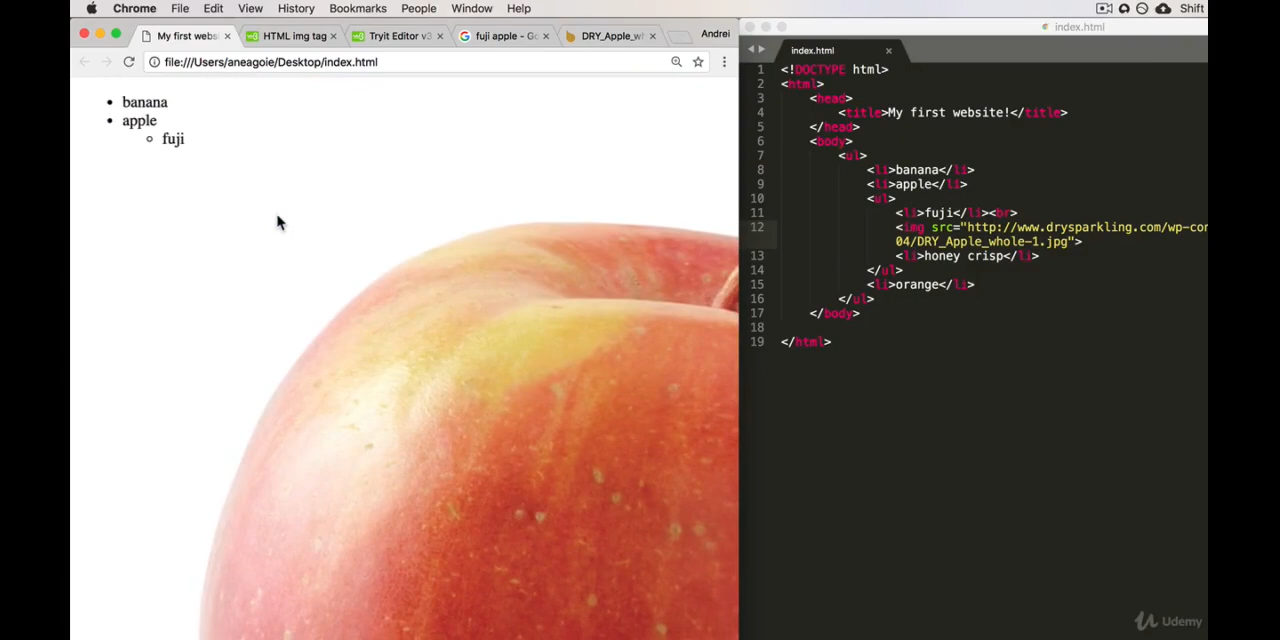 Chrome File Edit View History Bookmarks People Window Help Shift
My first webs HTML img tag Tryit Editor v3 fuji apple - Go DRY_Apple_wh Andrei
index.html
file:///Users/aneagoie/Desktop/index.html
index.html
banana
apple
fuji
1 <!DOCTYPE html>
2 <html>
3 <head>
4 <title>My first website!</title>
5 </head>
6 <body>
7 <ul>
8 <li>banana</li>
9 <li>apple</li>
10 <ul>
11 <li>fuji</li><br>
12 <img src="http://www.drysparkling.com/wp-con
04/DRY_Apple_whole-1.jpg">
13 <li>honey crisp</li>
14 </ul>
15 <li>orange</li>
16 </ul>
17 </body>
18
19 </html>
Udemy